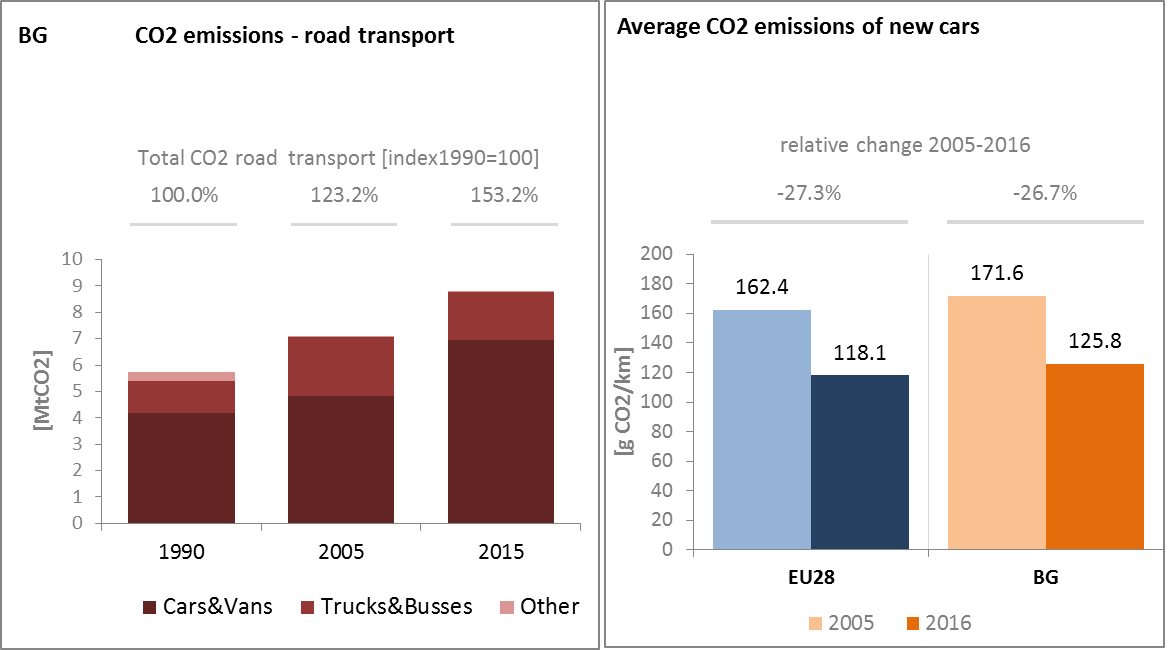 BG CO2 emissions - road transport
Total CO2 road transport [index1990=100]
100.0% 123.2% 153.2%
[MtCO2]
10
9
8
7
6
5
4
3
2
1
0
1990 2005 2015
Cars&Vans Trucks&Busses Other
Average CO2 emissions of new cars
relative change 2005-2016
-27.3% -26.7%
[g CO2/km]
200
180
160
140
120
100
80
60
40
20
0
162.4
118.1
171.6
125.8
EU28 BG
2005 2016